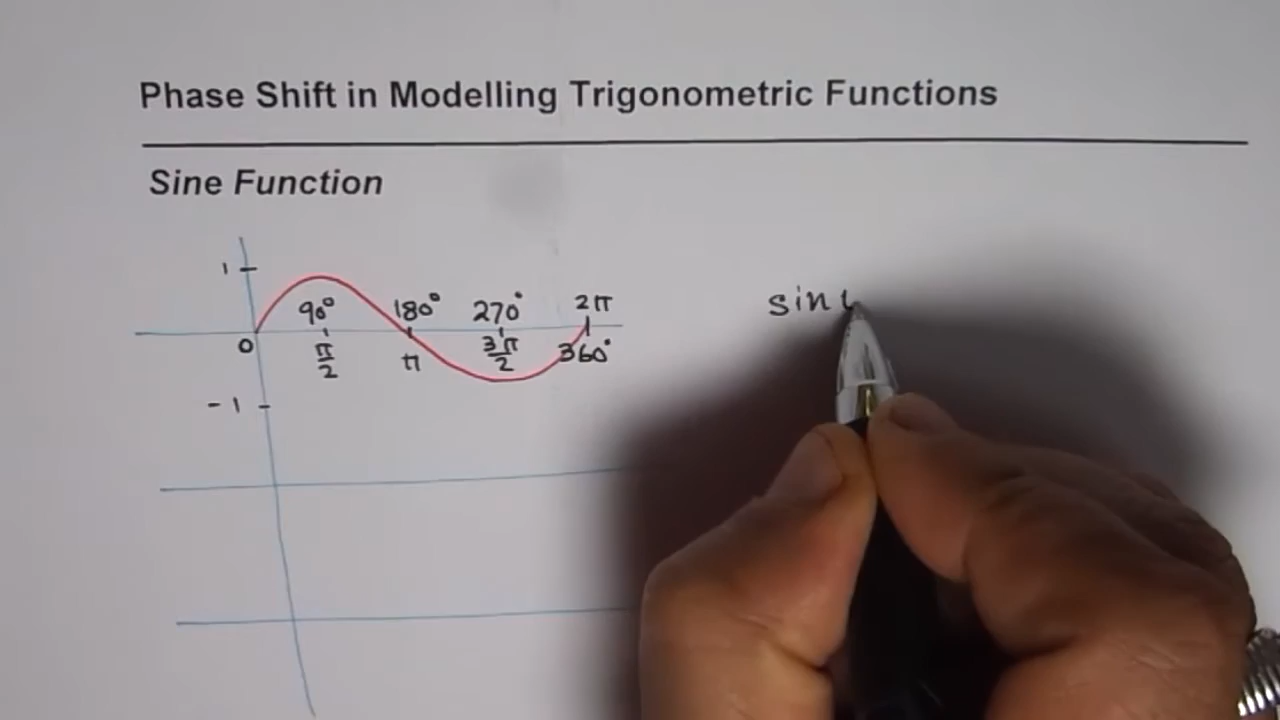 Phase Shift in Modelling Trigonometric Functions
Sine Function
1
90° 180° 270° 2π
0 π/2 π 3π/2 360°
-1
sin